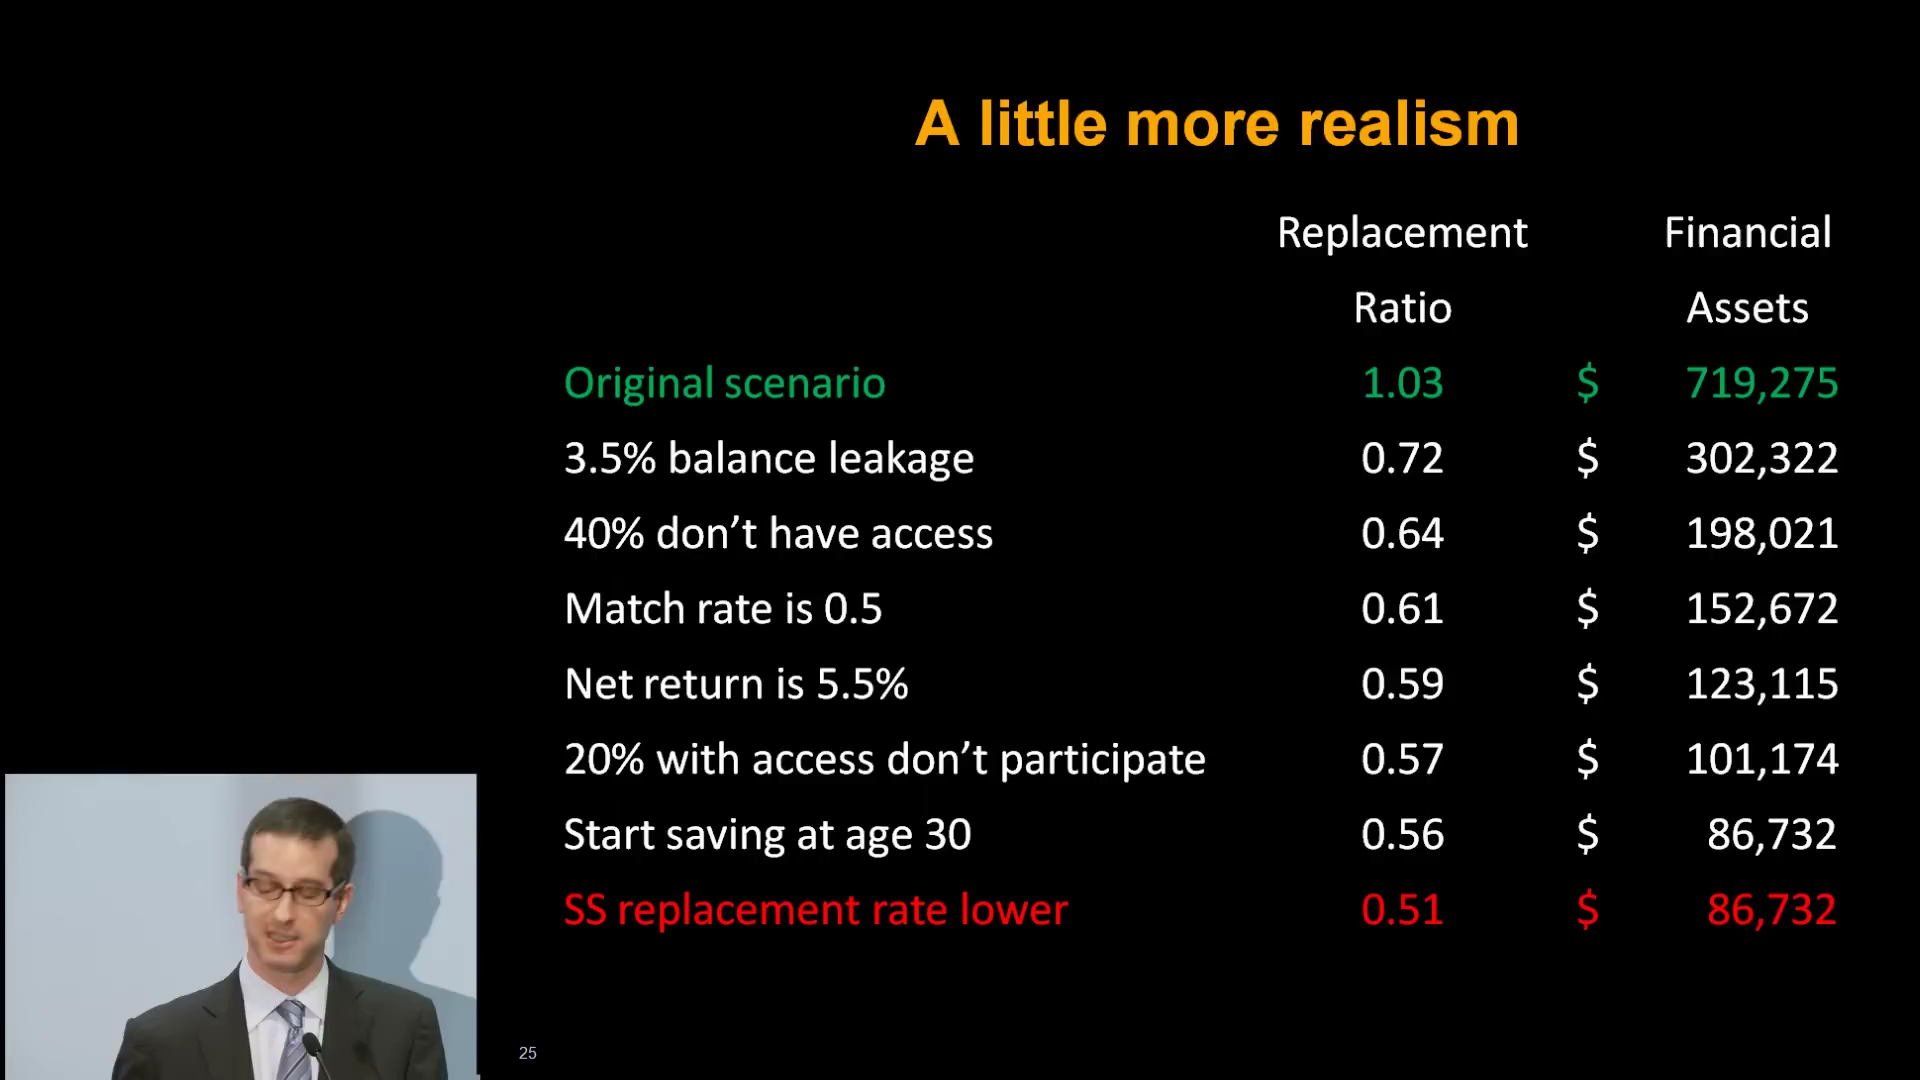 A little more realism
Replacement Financial
Ratio Assets
Original scenario 1.03 $ 719,275
3.5% balance leakage 0.72 $ 302,322
40% don’t have access 0.64 $ 198,021
Match rate is 0.5 0.61 $ 152,672
Net return is 5.5% 0.59 $ 123,115
20% with access don’t participate 0.57 $ 101,174
Start saving at age 30 0.56 $ 86,732
SS replacement rate lower 0.51 $ 86,732
25